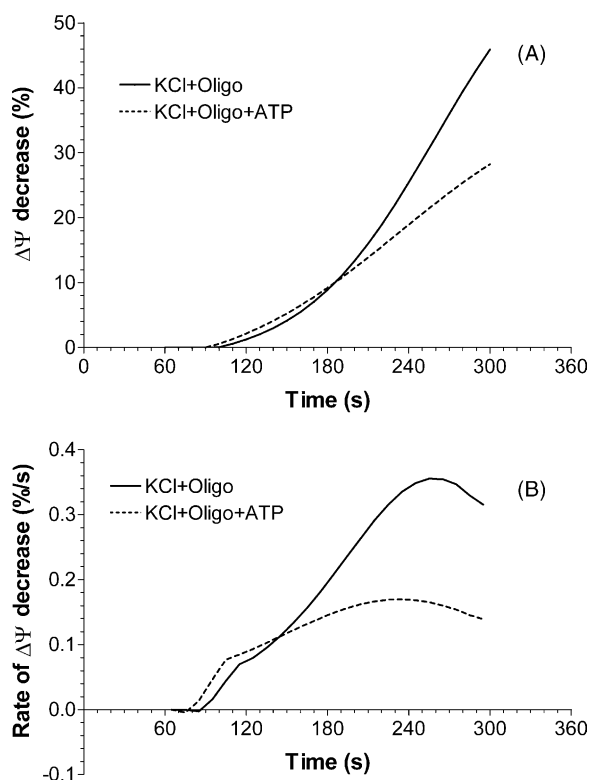 50
(A)
KCl+Oligo
40
KCl+Oligo+ATP
30
20
10
0
ΔΨ decrease (%)
0 60 120 180 240 300 360
Time (s)
0.4
KCl+Oligo
(B)
KCl+Oligo+ATP
0.3
0.2
0.1
0.0
-0.1
Rate of ΔΨ decrease (%/s)
60 120 180 240 300 360
Time (s)